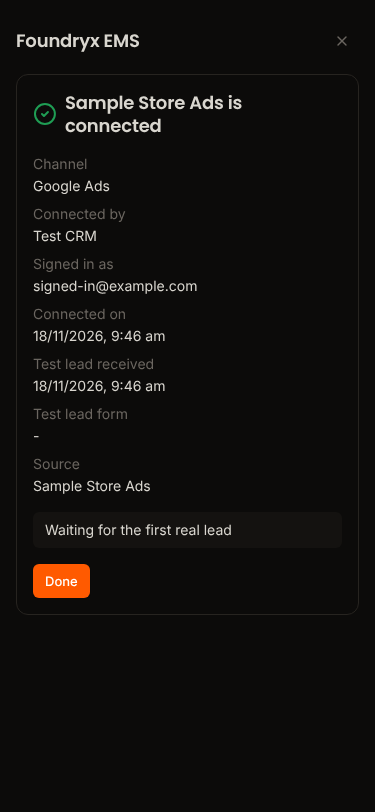 Foundryx EMS
Sample Store Ads is
connected
Channel
Google Ads
Connected by
Test CRM
Signed in as
signed-in@example.com
Connected on
18/11/2026, 9:46 am
Test lead received
18/11/2026, 9:46 am
Test lead form
-
Source
Sample Store Ads
Waiting for the first real lead
Done